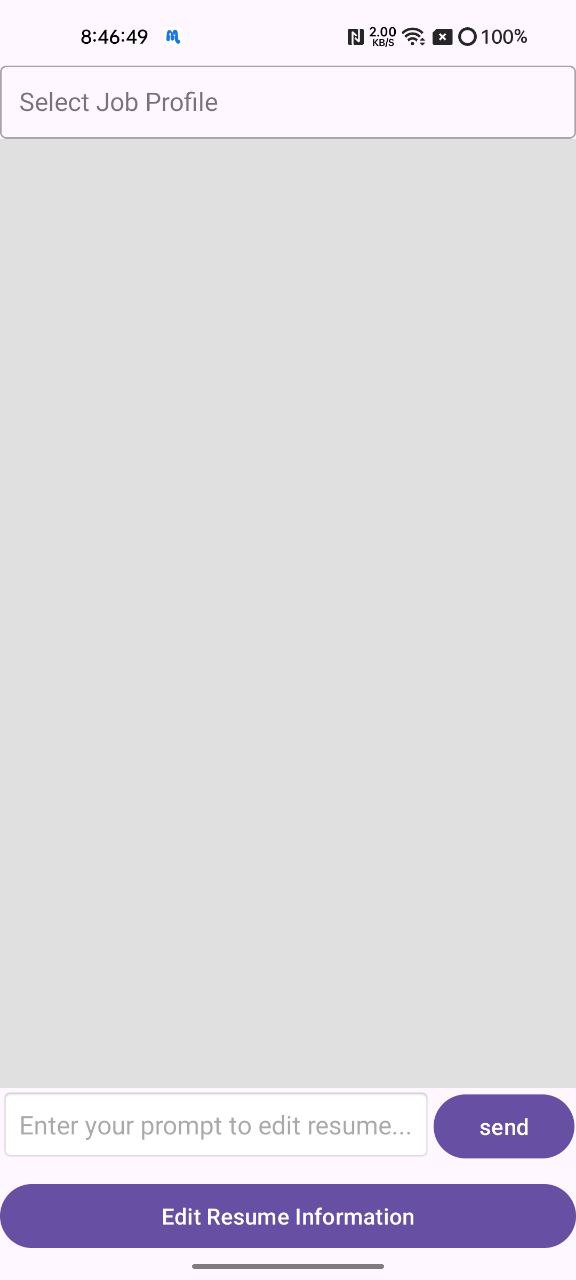 8:46:49
2.00
KB/S
100%
Select Job Profile
Enter your prompt to edit resume...
send
Edit Resume Information